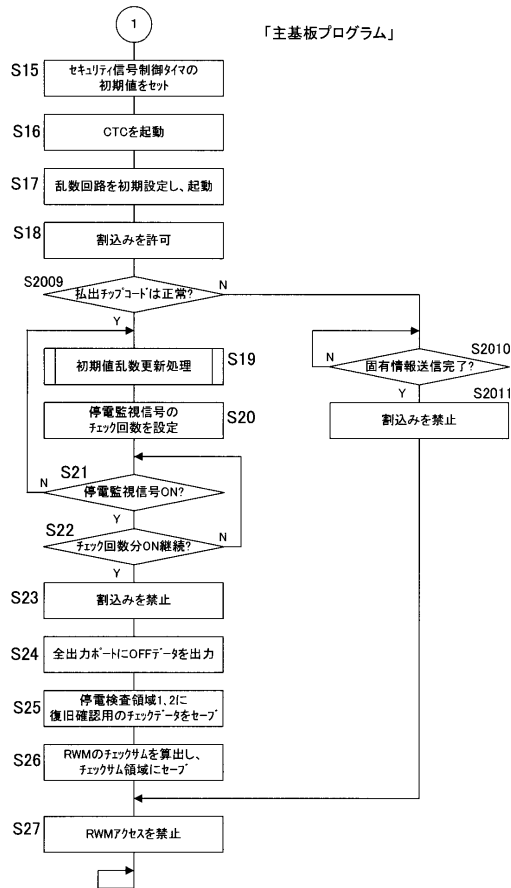 1
「主基板プログラム」
S15
セキュリティ信号制御タイマの
初期値をセット
S16
CTCを起動
S17
乱数回路を初期設定し、起動
S18
割込みを許可
S2009
払出チップコードは正常?
N
Y
初期値乱数更新処理
S19
S2010
固有情報送信完了?
N
Y
S2011
割込みを禁止
停電監視信号の
チェック回数を設定
S20
S21
停電監視信号ON?
N
Y
S22
チェック回数分ON継続?
N
Y
S23
割込みを禁止
S24
全出力ポートにOFFデータを出力
S25
停電検査領域1、2に
復旧確認用のチェックデータをセーブ
S26
RWMのチェックサムを算出し、
チェックサム領域にセーブ
S27
RWMアクセスを禁止